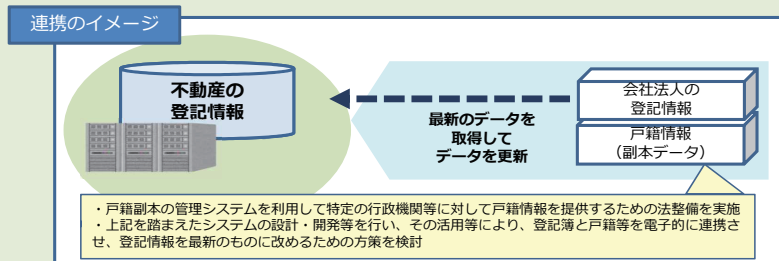 連携のイメージ
不動産の
登記情報
最新のデータを
取得して
データを更新
会社法人の
登記情報
戸籍情報
（副本データ）
・戸籍副本の管理システムを利用して特定の行政機関等に対して戸籍情報を提供するための法整備を実施
・上記を踏まえたシステムの設計・開発等を行い、その活用等により、登記簿と戸籍等を電子的に連携さ
せ、登記情報を最新のものに改めるための方策を検討